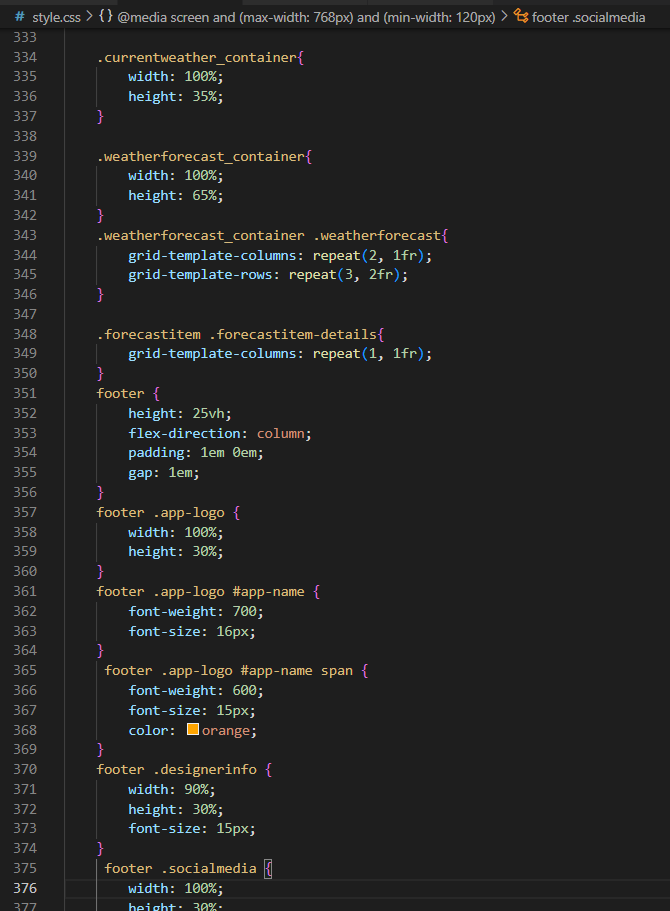 # style.css > {} @media screen and (max-width: 768px) and (min-width: 120px) > footer .socialmedia
333
334 .currentweather_container{
335 width: 100%;
336 height: 35%;
337 }
338
339 .weatherforecast_container{
340 width: 100%;
341 height: 65%;
342 }
343 .weatherforecast_container .weatherforecast{
344 grid-template-columns: repeat(2, 1fr);
345 grid-template-rows: repeat(3, 2fr);
346 }
347
348 .forecastitem .forecastitem-details{
349 grid-template-columns: repeat(1, 1fr);
350 }
351 footer {
352 height: 25vh;
353 flex-direction: column;
354 padding: 1em 0em;
355 gap: 1em;
356 }
357 footer .app-logo {
358 width: 100%;
359 height: 30%;
360 }
361 footer .app-logo #app-name {
362 font-weight: 700;
363 font-size: 16px;
364 }
365 footer .app-logo #app-name span {
366 font-weight: 600;
367 font-size: 15px;
368 color: orange;
369 }
370 footer .designerinfo {
371 width: 90%;
372 height: 30%;
373 font-size: 15px;
374 }
375 footer .socialmedia {
376 width: 100%;
377 height: 30%;